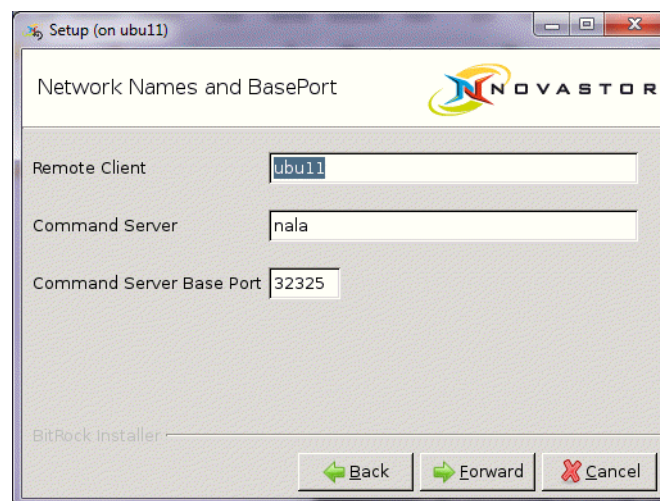 Setup (on ubu11)
Network Names and BasePort
NOVASTOR
Remote Client
ubu11
Command Server
nala
Command Server Base Port
32325
BitRock Installer
Back
Forward
Cancel